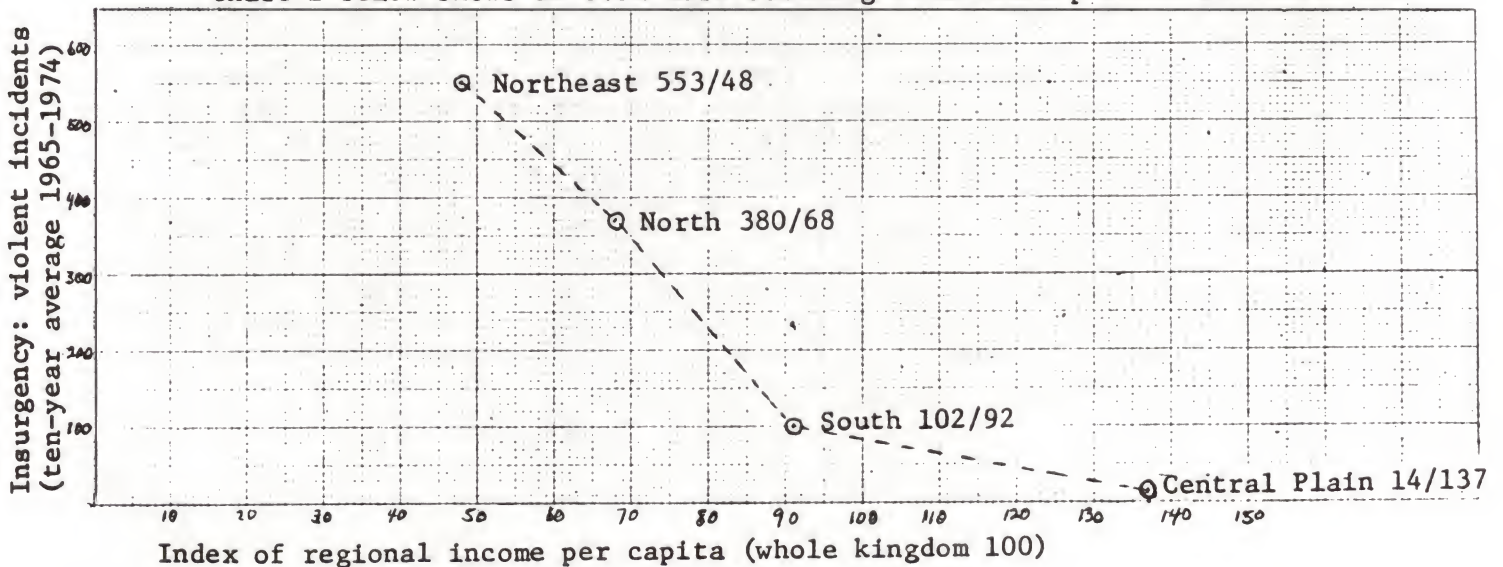 Insurgency: violent incidents
(ten-year average 1965-1974)
600
500
400
300
200
100
Northeast 553/48
North 380/68
South 102/92
Central Plain 14/137
10 20 30 40 50 60 70 80 90 100 110 120 130 140 150
Index of regional income per capita (whole kingdom 100)